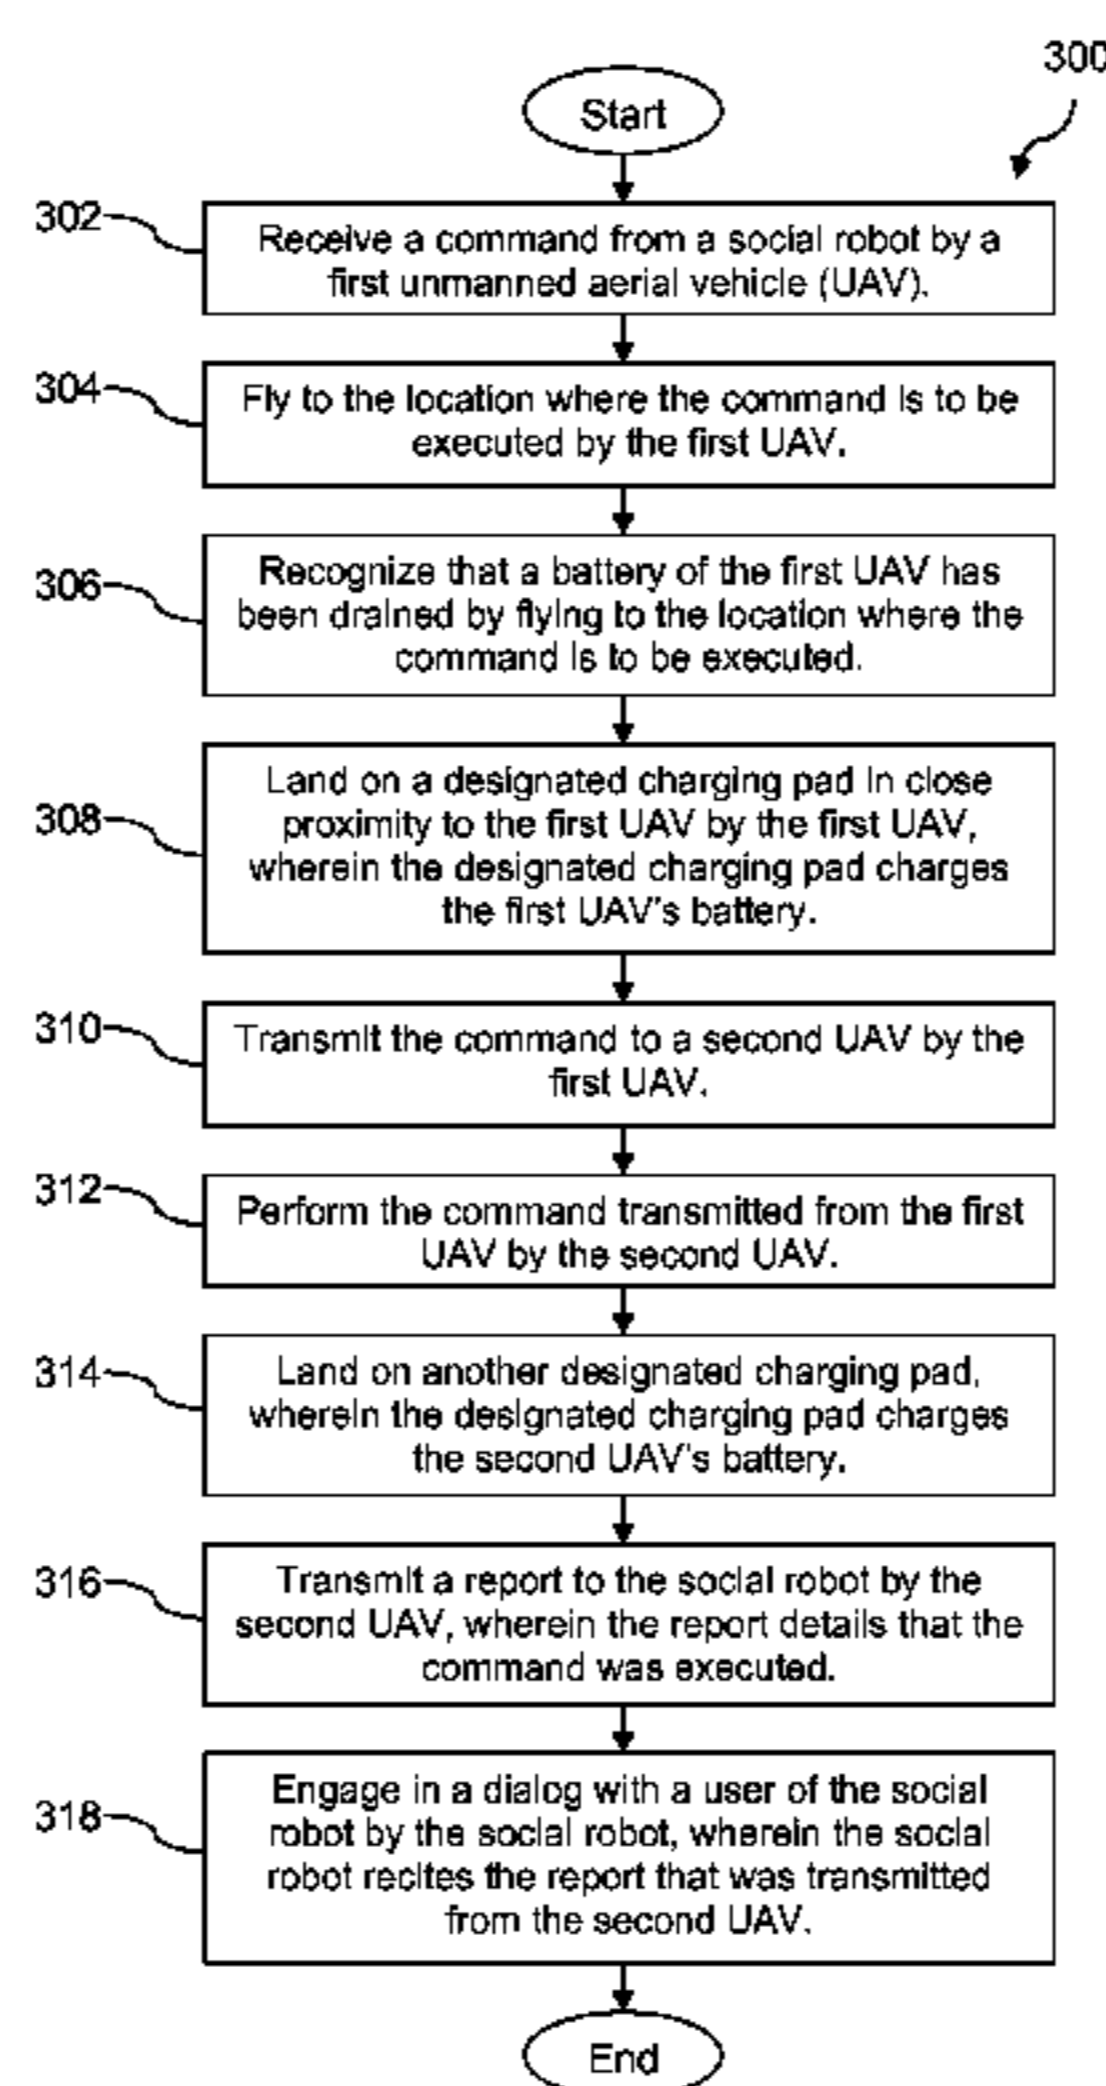 300
Start
302
Receive a command from a social robot by a
first unmanned aerial vehicle (UAV).
304
Fly to the location where the command is to be
executed by the first UAV.
306
Recognize that a battery of the first UAV has
been drained by flying to the location where the
command is to be executed.
308
Land on a designated charging pad in close
proximity to the first UAV by the first UAV,
wherein the designated charging pad charges
the first UAV's battery.
310
Transmit the command to a second UAV by the
first UAV.
312
Perform the command transmitted from the first
UAV by the second UAV.
314
Land on another designated charging pad,
wherein the designated charging pad charges
the second UAV's battery.
316
Transmit a report to the social robot by the
second UAV, wherein the report details that the
command was executed.
318
Engage in a dialog with a user of the social
robot by the social robot, wherein the social
robot recites the report that was transmitted
from the second UAV.
End